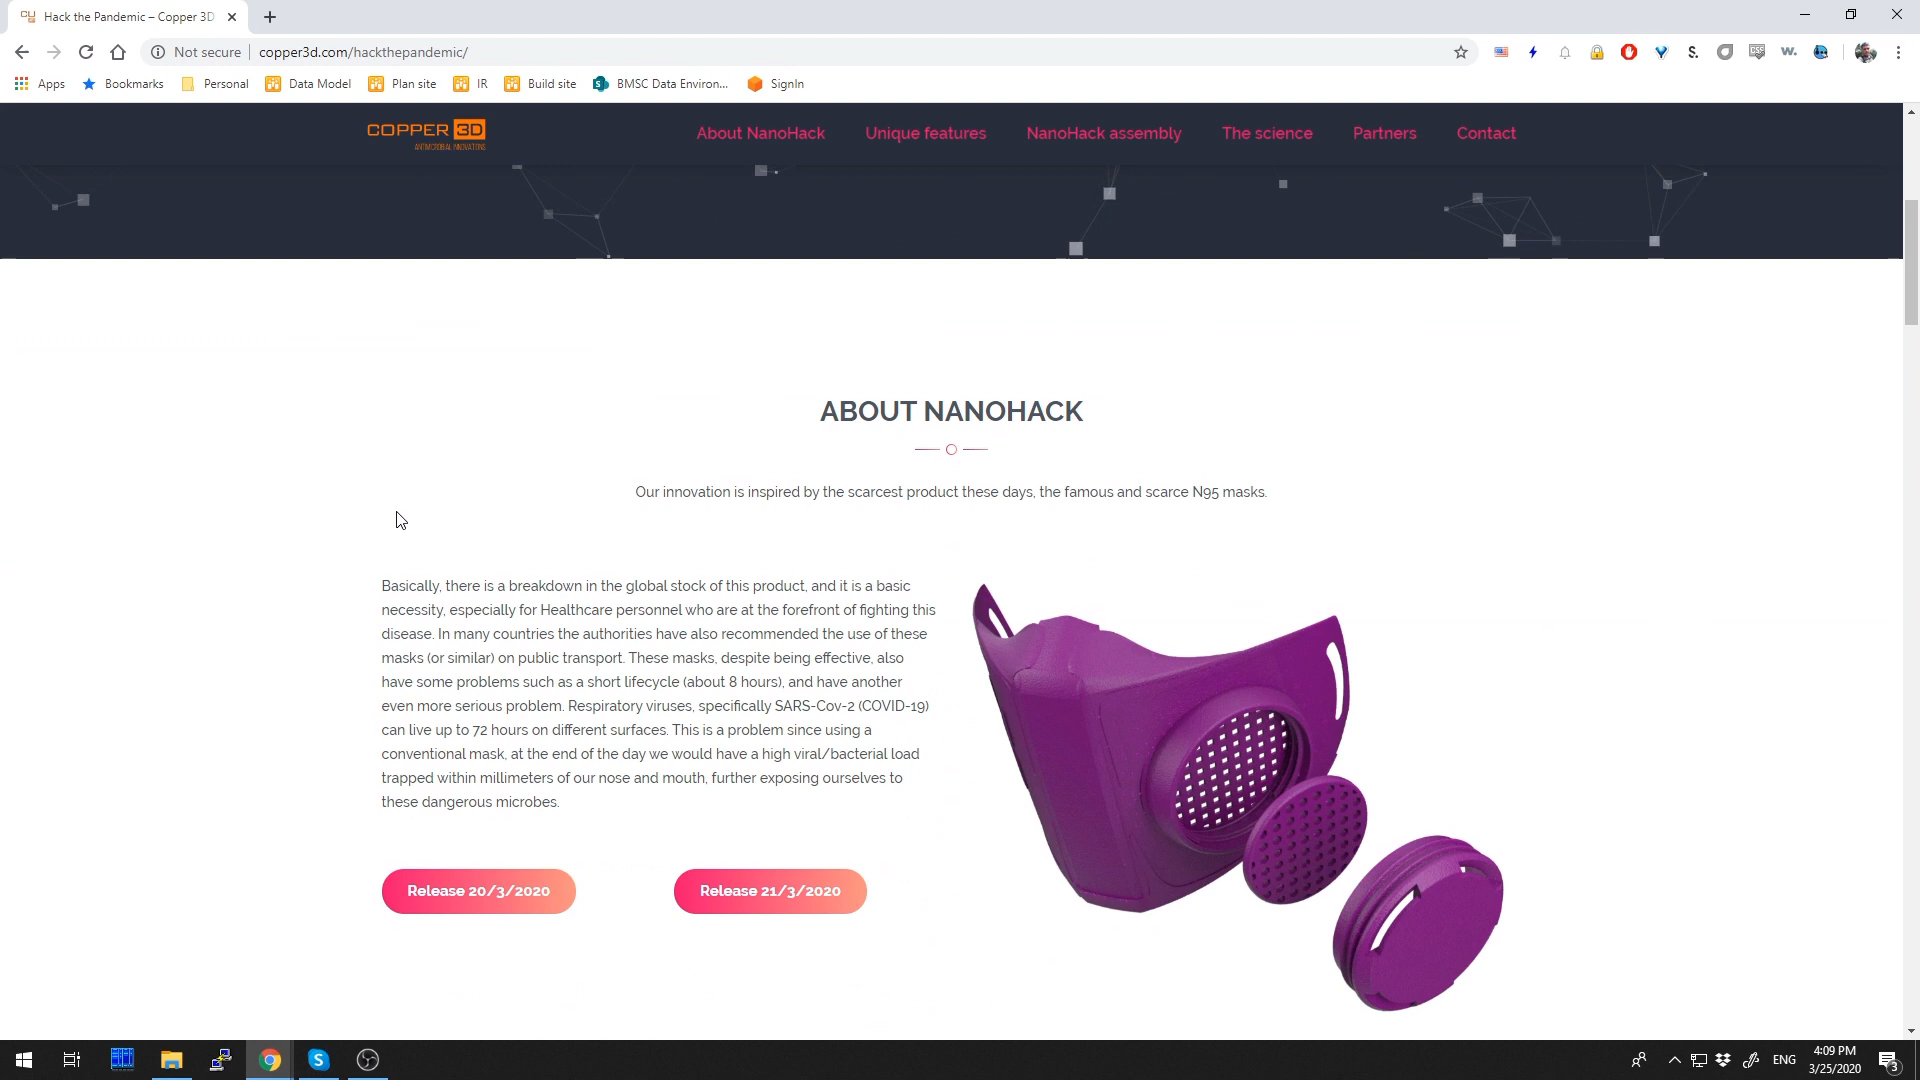 Hack the Pandemic – Copper 3D
Not secure
copper3d.com/hackthepandemic/
Apps
Bookmarks
Personal
Data Model
Plan site
IR
Build site
BMSC Data Environ...
SignIn
COPPER 3D
ANTIMICROBIAL INNOVATIONS
About NanoHack
Unique features
NanoHack assembly
The science
Partners
Contact
ABOUT NANOHACK
Our innovation is inspired by the scarcest product these days, the famous and scarce N95 masks.
Basically, there is a breakdown in the global stock of this product, and it is a basic
necessity, especially for Healthcare personnel who are at the forefront of fighting this
disease. In many countries the authorities have also recommended the use of these
masks (or similar) on public transport. These masks, despite being effective, also
have some problems such as a short lifecycle (about 8 hours), and have another
even more serious problem. Respiratory viruses, specifically SARS-Cov-2 (COVID-19)
can live up to 72 hours on different surfaces. This is a problem since using a
conventional mask, at the end of the day we would have a high viral/bacterial load
trapped within millimeters of our nose and mouth, further exposing ourselves to
these dangerous microbes.
Release 20/3/2020
Release 21/3/2020
ENG
4:09 PM
3/25/2020
3